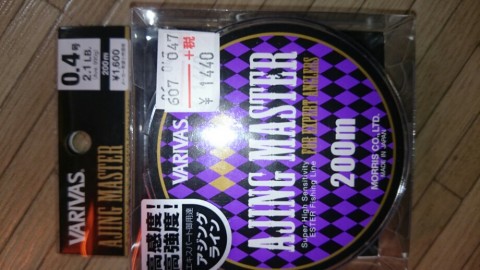 0.4号
2.1LB.
200m
¥1,600
VARIVAS®
AJING MASTER
607 047
+税
¥1440
VARIVAS®
AJING MASTER
FOR EXPERT ANGLERS
Super High Sensitivity
ESTER Fishing Line
200m
MORRIS CO.,LTD.
MADE IN JAPAN
高感度!
高強度!
エキスパート御用達
アジング
ライン